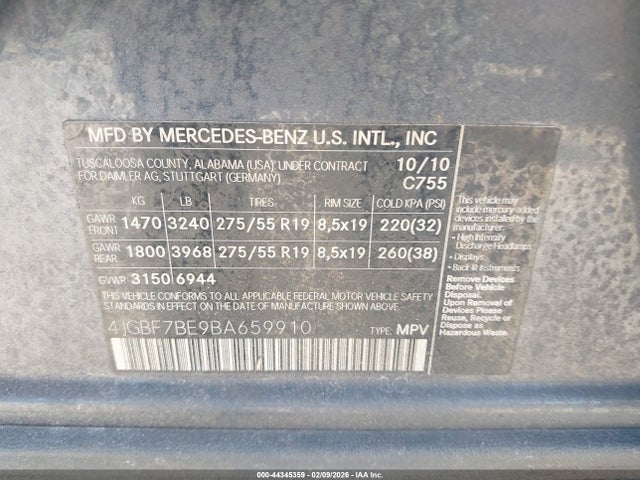 MFD BY MERCEDES-BENZ U.S. INTL., INC
TUSCALOOSA COUNTY, ALABAMA (USA), UNDER CONTRACT
FOR DAIMLER AG, STUTTGART (GERMANY)
10/10
C755
KG LB TIRES RIM SIZE COLD KPA (PSI)
GAWR FRONT 1470 3240 275/55 R19 8,5x19 220(32)
GAWR REAR 1800 3968 275/55 R19 8,5x19 260(38)
GVWR 3150 6944
THIS VEHICLE CONFORMS TO ALL APPLICABLE FEDERAL MOTOR VEHICLE SAFETY
STANDARDS IN EFFECT ON THE DATE OF MANUFACTURE SHOWN ABOVE.
4JGBF7BE9BA659910 TYPE: MPV
This vehicle may
include mercury-added
devices installed by
the manufacturer:
- High Intensity
Discharge Headlamps
- Displays
- Backlit Instruments
Remove Devices
Before Vehicle
Disposal:
Upon Removal of
Devices Please
Reuse, Recycle or
Dispose as
Hazardous Waste.
000-44345359 | 02/09/2026 | IAA Inc.